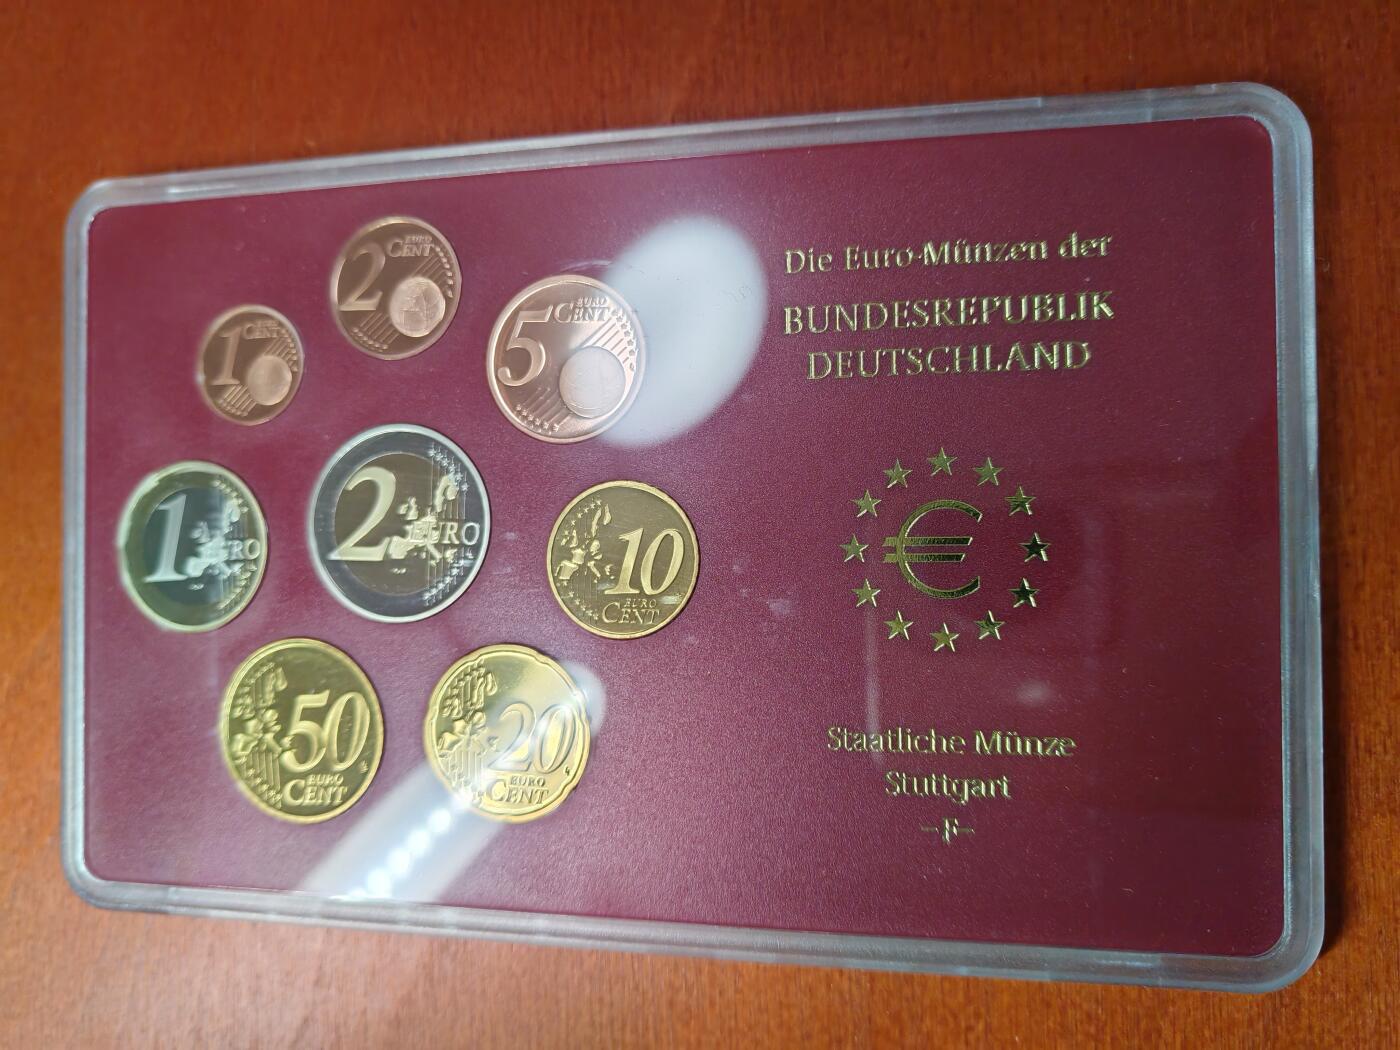 2 EURO CENT
1 EURO CENT
5 EURO CENT
Die Euro-Münzen der
BUNDESREPUBLIK
DEUTSCHLAND
1 EURO
2 EURO
10 EURO CENT
€
50 EURO CENT
20 EURO CENT
Staatliche Münze
Stuttgart
-F-